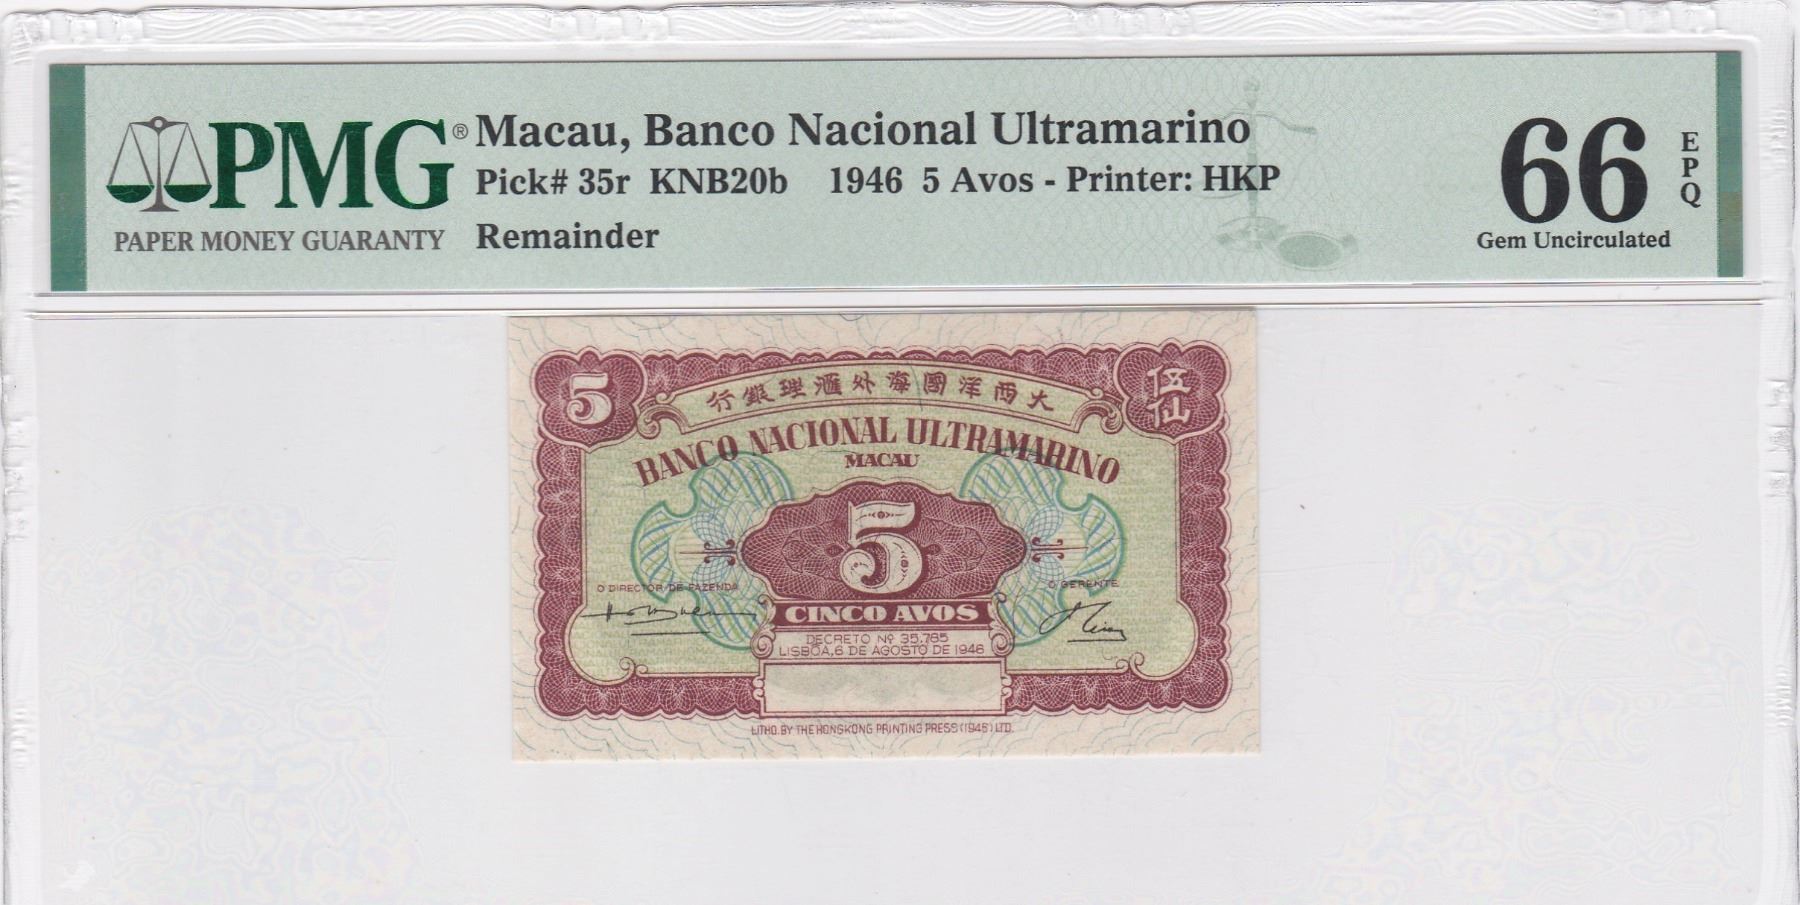 PMG®
PAPER MONEY GUARANTY
Macau, Banco Nacional Ultramarino
Pick# 35r KNB20b 1946 5 Avos - Printer: HKP
Remainder
66 EPQ
Gem Uncirculated
5
行銀理滙外海國洋西大
伍仙
BANCO NACIONAL ULTRAMARINO
MACAU
5
O DIRECTOR DE FAZENDA
O GERENTE
CINCO AVOS
DECRETO Nº 35.765
LISBÔA, 6 DE AGOSTO DE 1946
LITHO. BY THE HONGKONG PRINTING PRESS (1946) LTD.